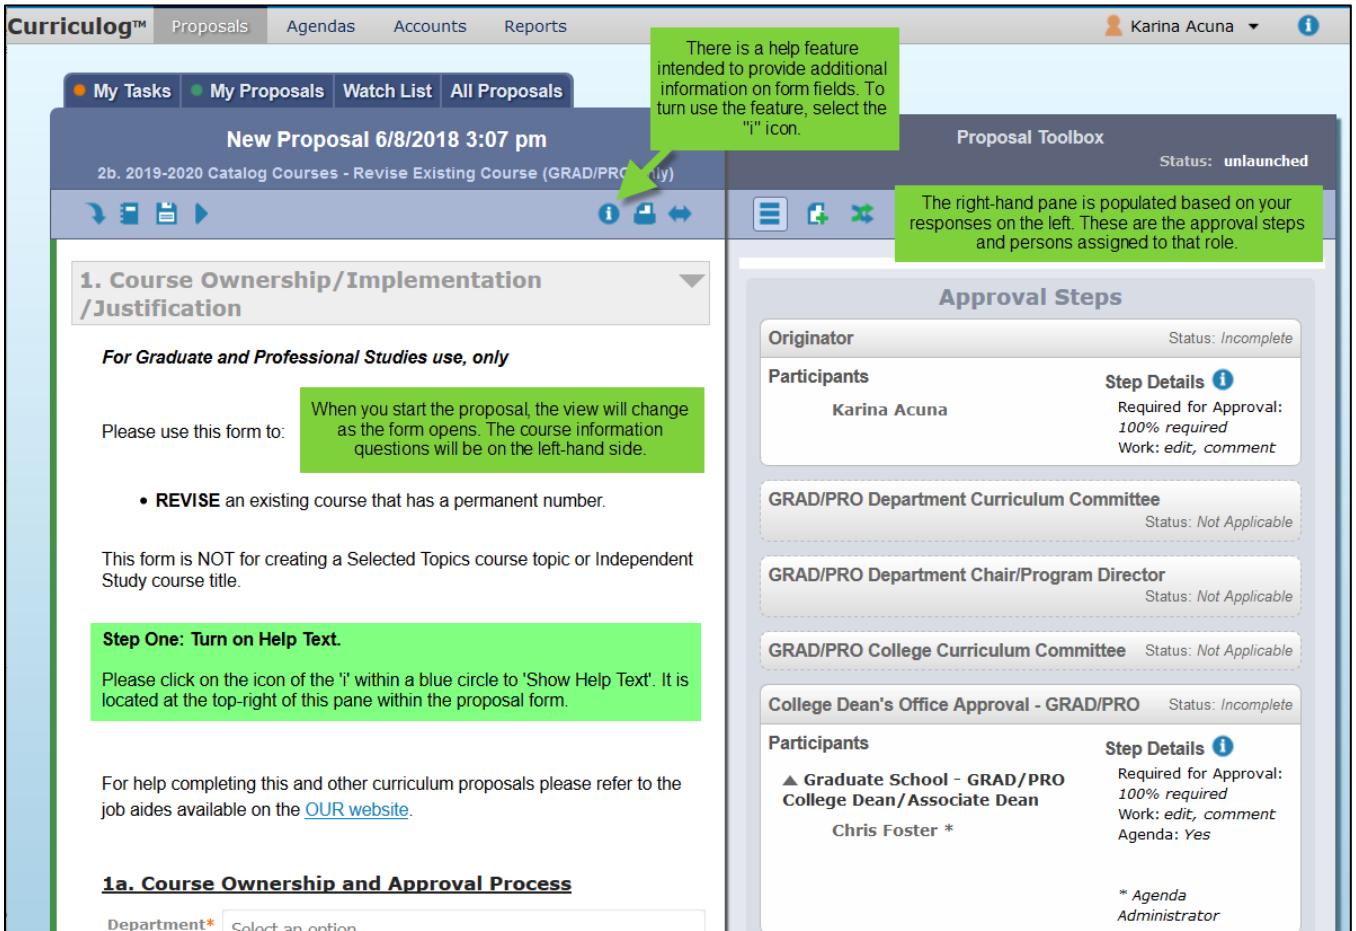 Curriculog™ Proposals Agendas Accounts Reports Karina Acuna
There is a help feature
intended to provide additional
information on form fields. To
turn use the feature, select the
"i" icon.
My Tasks My Proposals Watch List All Proposals
New Proposal 6/8/2018 3:07 pm
2b. 2019-2020 Catalog Courses - Revise Existing Course (GRAD/PRO ly)
Proposal Toolbox
Status: unlaunched
The right-hand pane is populated based on your
responses on the left. These are the approval steps
and persons assigned to that role.
1. Course Ownership/Implementation
/Justification
For Graduate and Professional Studies use, only
Please use this form to:
When you start the proposal, the view will change
as the form opens. The course information
questions will be on the left-hand side.
• REVISE an existing course that has a permanent number.
This form is NOT for creating a Selected Topics course topic or Independent
Study course title.
Step One: Turn on Help Text.
Please click on the icon of the 'i' within a blue circle to 'Show Help Text'. It is
located at the top-right of this pane within the proposal form.
For help completing this and other curriculum proposals please refer to the
job aides available on the OUR website.
1a. Course Ownership and Approval Process
Department* Select an option
Approval Steps
Originator Status: Incomplete
Participants
Karina Acuna
Step Details
Required for Approval:
100% required
Work: edit, comment
GRAD/PRO Department Curriculum Committee
Status: Not Applicable
GRAD/PRO Department Chair/Program Director
Status: Not Applicable
GRAD/PRO College Curriculum Committee Status: Not Applicable
College Dean's Office Approval - GRAD/PRO Status: Incomplete
Participants
Graduate School - GRAD/PRO
College Dean/Associate Dean
Chris Foster *
Step Details
Required for Approval:
100% required
Work: edit, comment
Agenda: Yes
* Agenda
Administrator